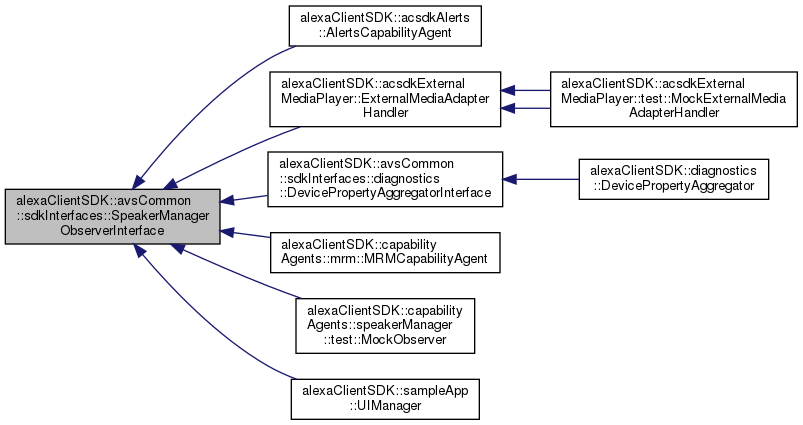 alexaClientSDK::avsCommon
::sdkInterfaces::SpeakerManager
ObserverInterface
alexaClientSDK::acsdkAlerts
::AlertsCapabilityAgent
alexaClientSDK::acsdkExternal
MediaPlayer::ExternalMediaAdapter
Handler
alexaClientSDK::acsdkExternal
MediaPlayer::test::MockExternalMedia
AdapterHandler
alexaClientSDK::avsCommon
::sdkInterfaces::diagnostics
::DevicePropertyAggregatorInterface
alexaClientSDK::diagnostics
::DevicePropertyAggregator
alexaClientSDK::capability
Agents::mrm::MRMCapabilityAgent
alexaClientSDK::capability
Agents::speakerManager
::test::MockObserver
alexaClientSDK::sampleApp
::UIManager